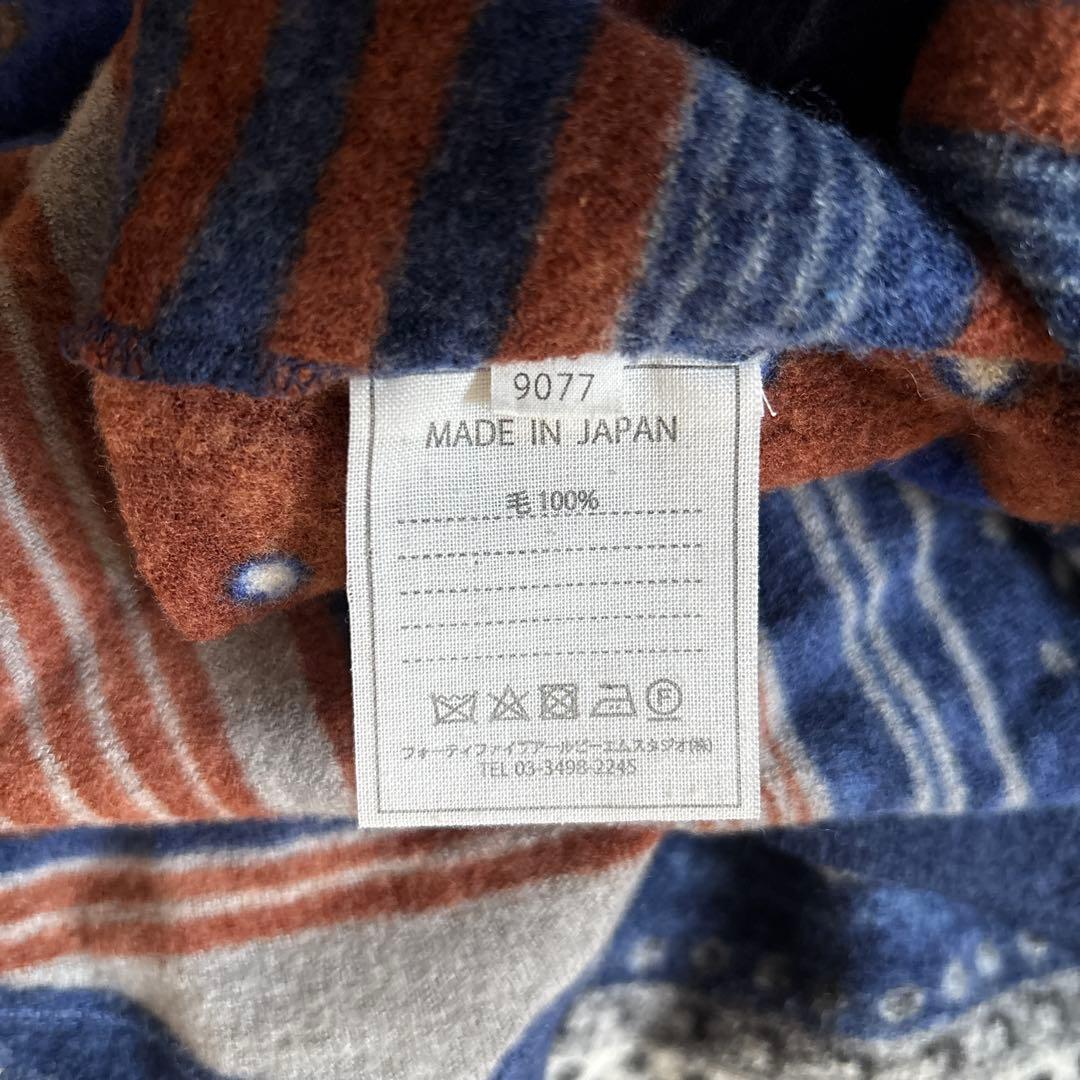 9077
MADE IN JAPAN
毛 100%
フォーティファイブアールピーエムスタジオ(株)
TEL 03-3498-2245